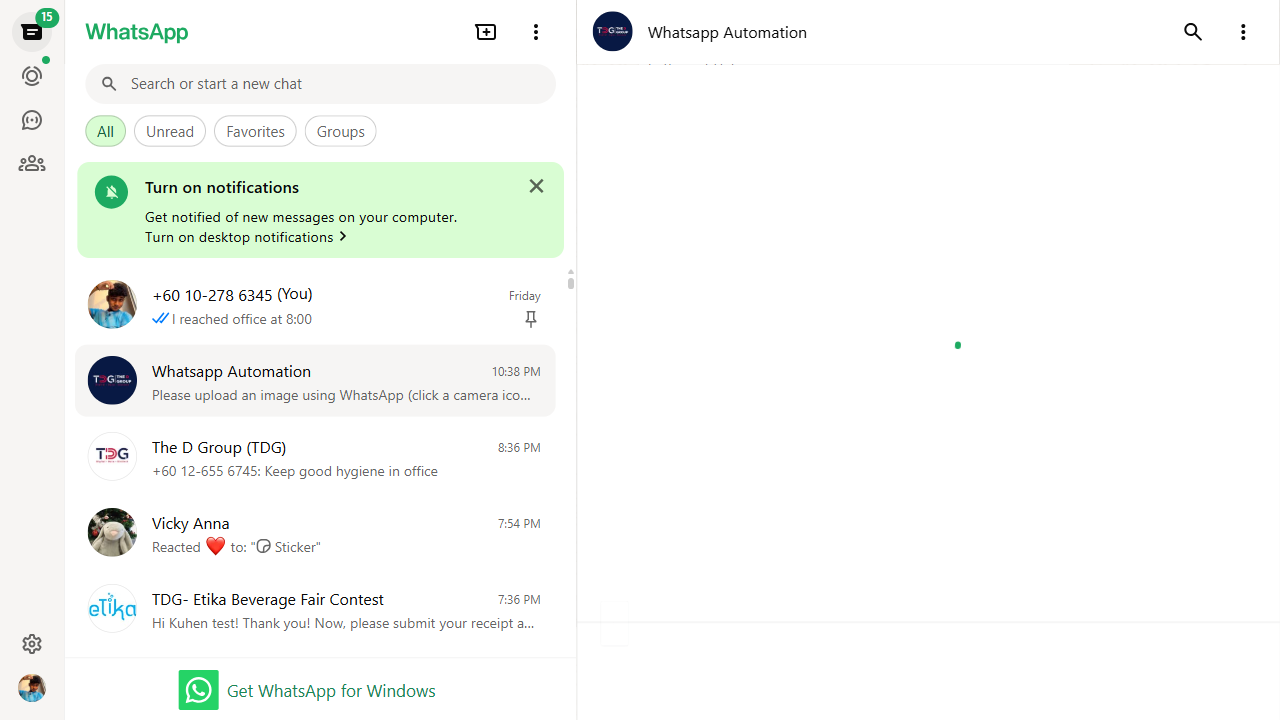 15
WhatsApp
Whatsapp Automation
Search or start a new chat
All
Unread
Favorites
Groups
Turn on notifications
Get notified of new messages on your computer.
Turn on desktop notifications
+60 10-278 6345 (You)
Friday
I reached office at 8:00
Whatsapp Automation
10:38 PM
Please upload an image using WhatsApp (click a camera ico...
The D Group (TDG)
8:36 PM
+60 12-655 6745: Keep good hygiene in office
Vicky Anna
7:54 PM
Reacted ❤️ to: "Sticker"
TDG- Etika Beverage Fair Contest
7:36 PM
Hi Kuhen test! Thank you! Now, please submit your receipt a...
TDG
etika
Get WhatsApp for Windows